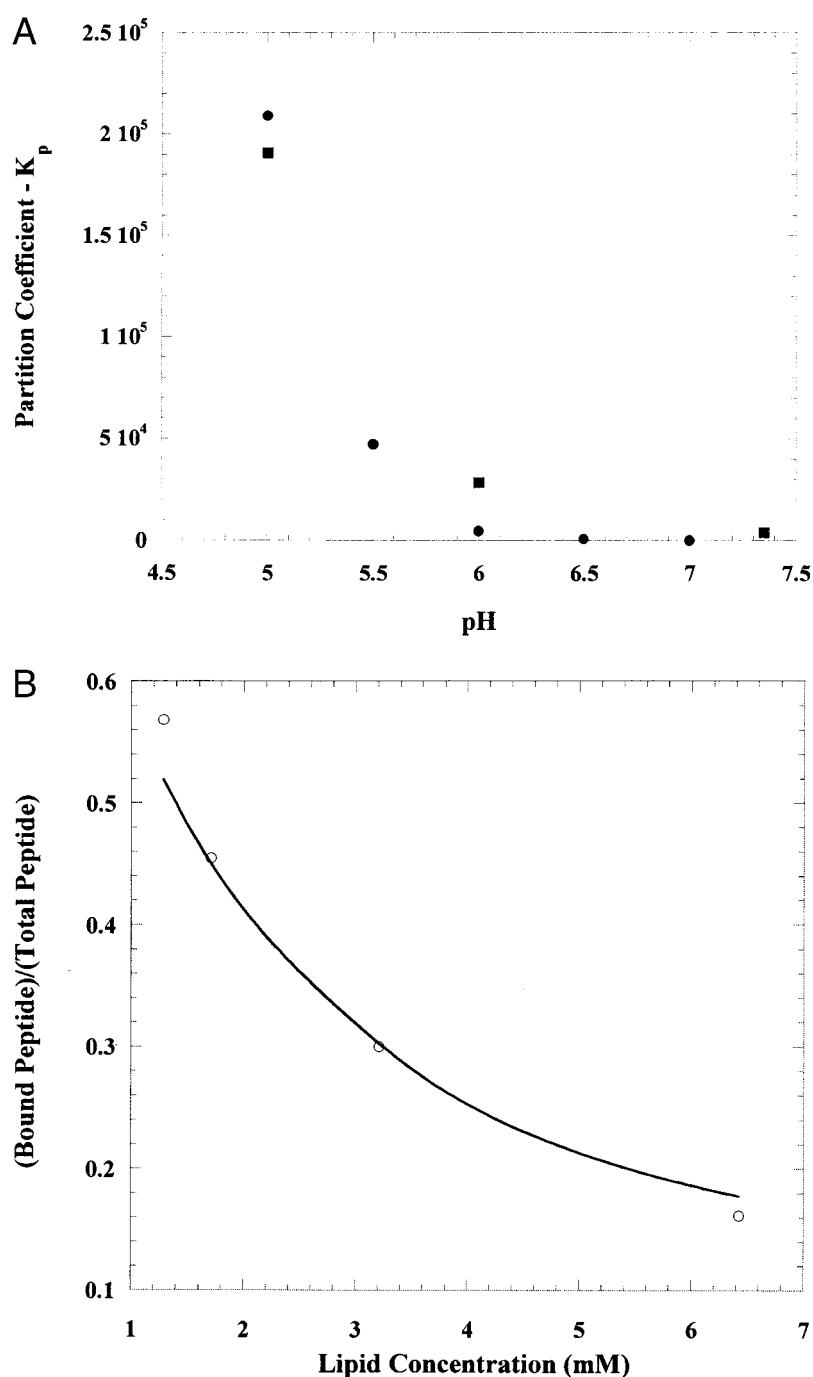 A
2.5 10⁵
2 10⁵
1.5 10⁵
1 10⁵
5 10⁴
0
Partition Coefficient - Kₚ
4.5 5 5.5 6 6.5 7 7.5
pH
B
0.6
0.5
0.4
0.3
0.2
0.1
(Bound Peptide)/(Total Peptide)
1 2 3 4 5 6 7
Lipid Concentration (mM)